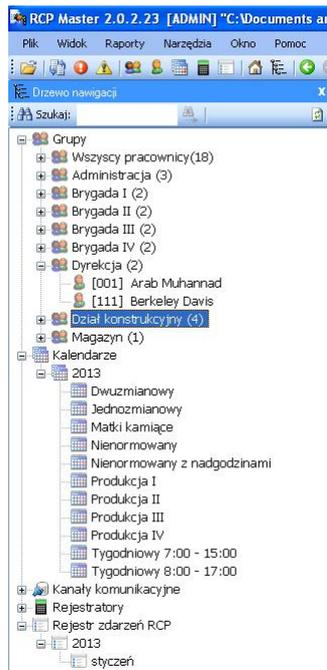 RCP Master 2.0.2.23 [ADMIN] "C:\Documents ar
Plik Widok Raporty Narzędzia Okno Pomoc
Drzewo nawigacji
Szukaj:
Grupy
Wszyscy pracownicy(18)
Administracja (3)
Brygada I (2)
Brygada II (2)
Brygada III (2)
Brygada IV (2)
Dyrekcja (2)
[001] Arab Muhannad
[111] Berkeley Davis
Dział konstrukcyjny (4)
Magazyn (1)
Kalendarze
2013
Dwuzmianowy
Jednozmianowy
Matki kamiące
Nienormowany
Nienormowany z nadgodzinami
Produkcja I
Produkcja II
Produkcja III
Produkcja IV
Tygodniowy 7:00 - 15:00
Tygodniowy 8:00 - 17:00
Kanały komunikacyjne
Rejestratory
Rejestr zdarzeń RCP
2013
styczeń